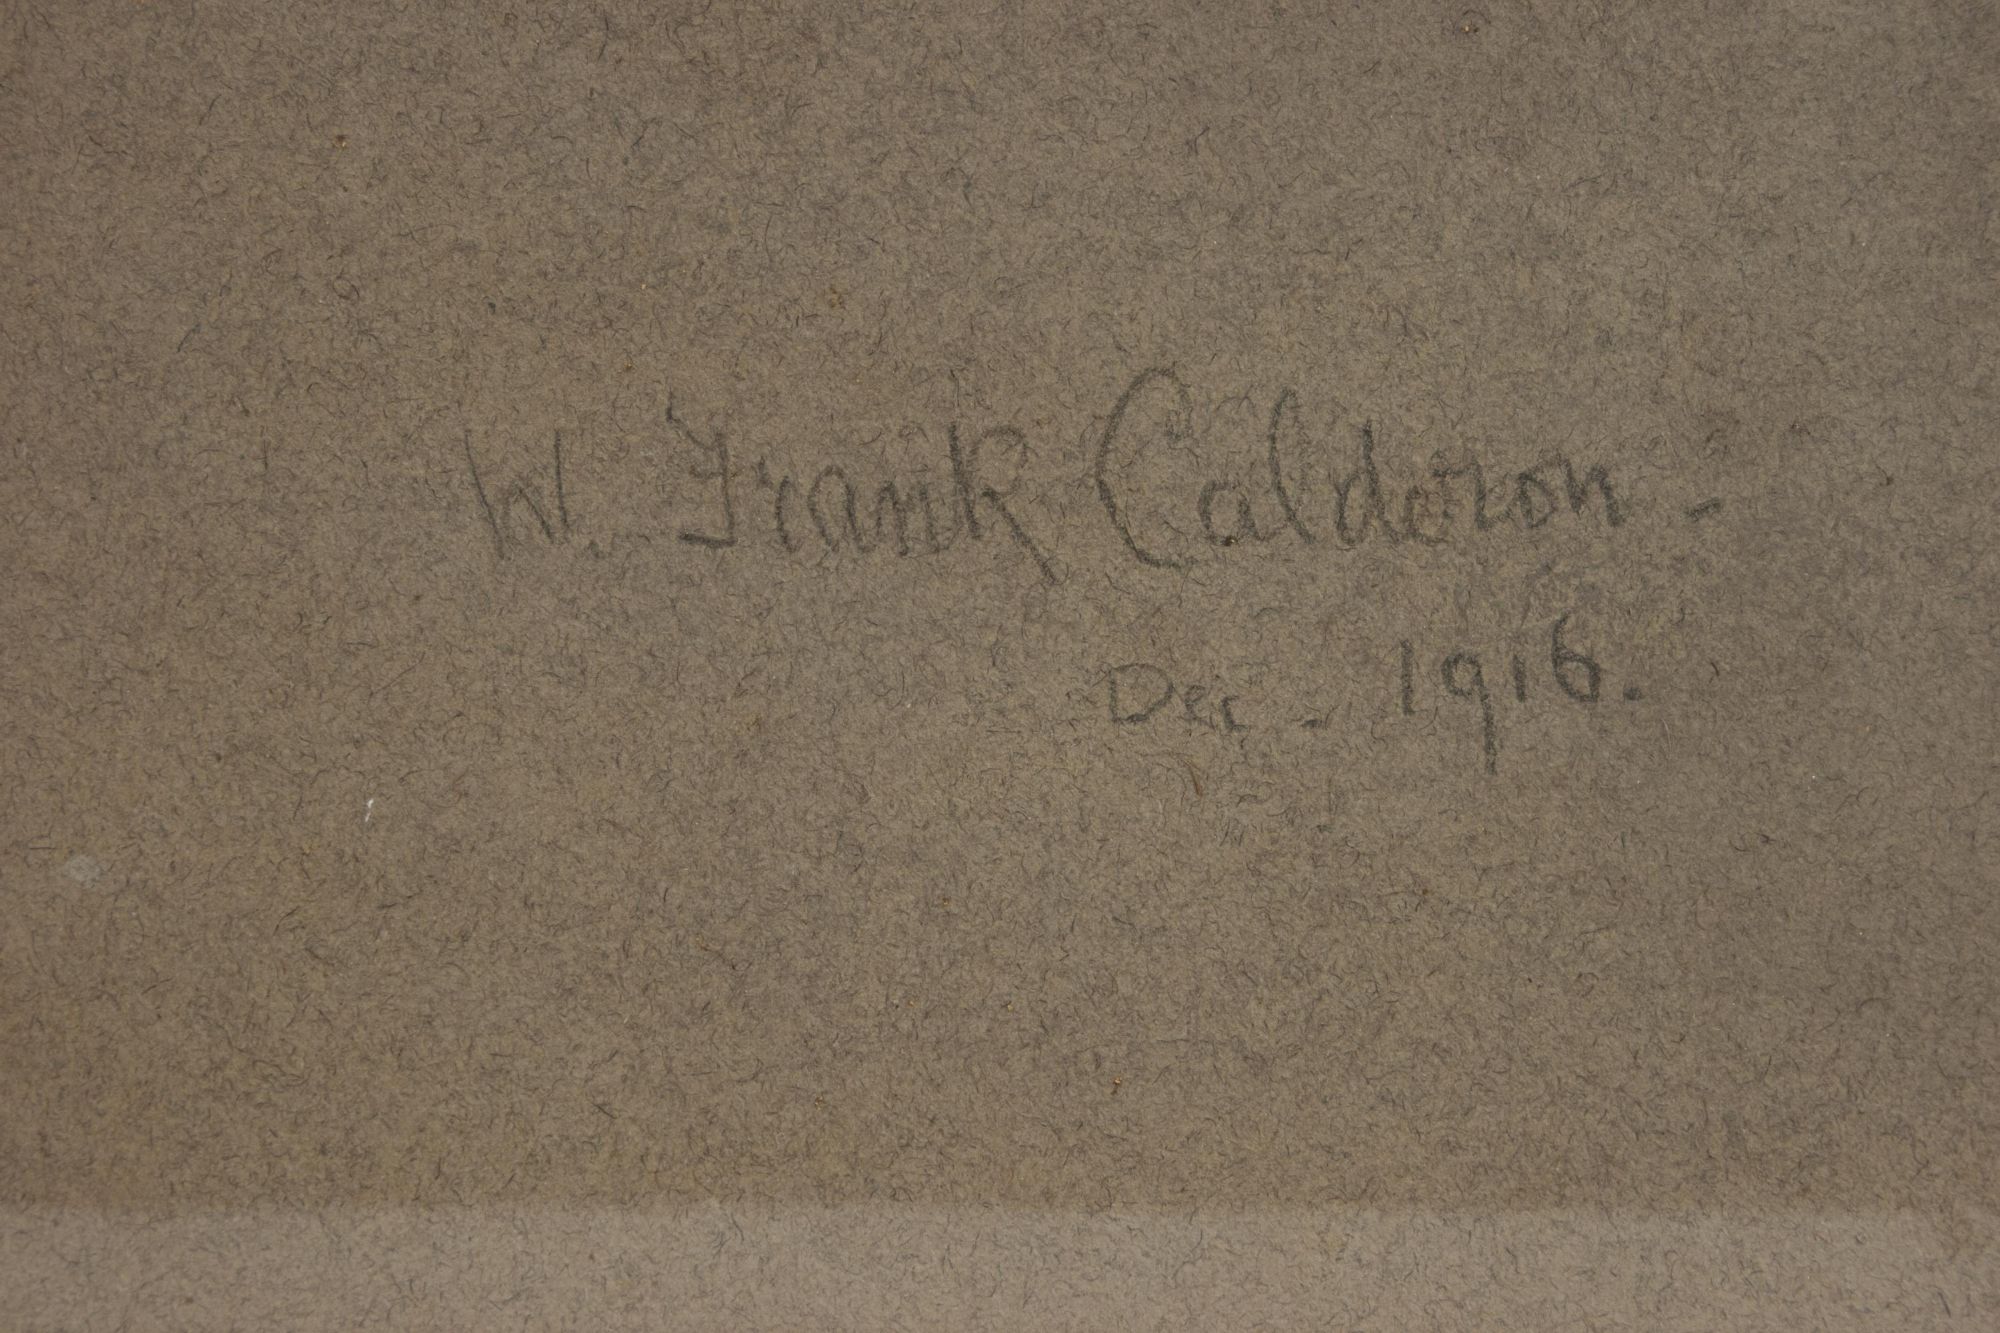 W. Frank Calderon -
Dec - 1916.